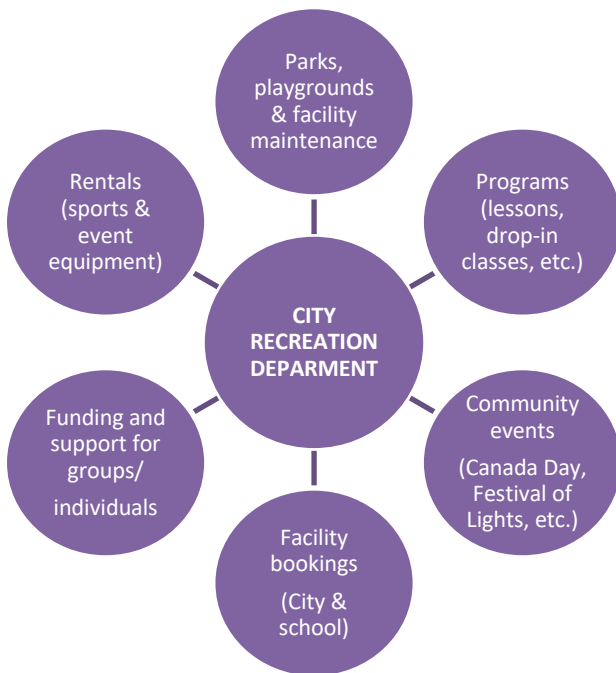 Parks,
playgrounds
& facility
maintenance
Rentals
(sports &
event
equipment)
Programs
(lessons,
drop-in
classes, etc.)
CITY
RECREATION
DEPARMENT
Funding and
support for
groups/
individuals
Community
events
(Canada Day,
Festival of
Lights, etc.)
Facility
bookings
(City &
school)